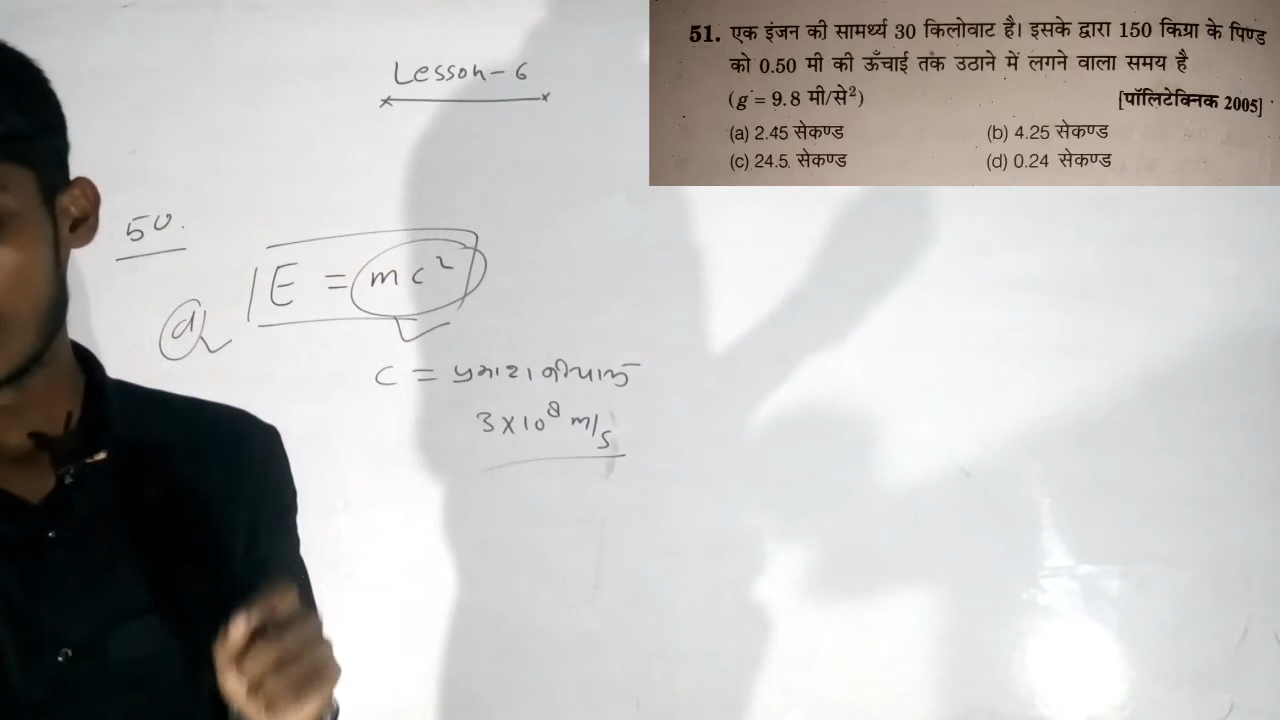 Lesson-6
51. एक इंजन की सामर्थ्य 30 किलोवाट है। इसके द्वारा 150 किग्रा के पिण्ड
को 0.50 मी की ऊँचाई तक उठाने में लगने वाला समय है
(g = 9.8 मी/से²) [पॉलिटेक्निक 2005]
(a) 2.45 सेकण्ड (b) 4.25 सेकण्ड
(c) 24.5. सेकण्ड (d) 0.24 सेकण्ड
50.
E = mc²
(d)
c = प्रकाश की चाल
3×10⁸ m/s